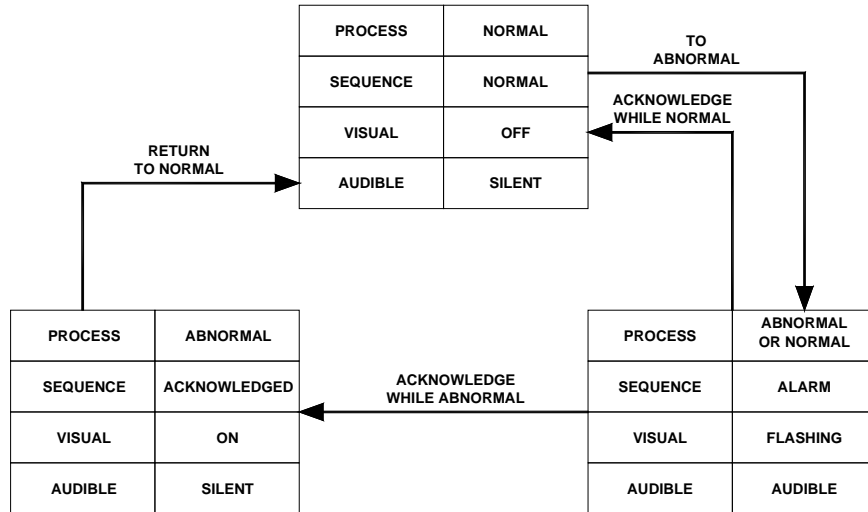 PROCESS NORMAL
SEQUENCE NORMAL
VISUAL OFF
AUDIBLE SILENT
TO
ABNORMAL
ACKNOWLEDGE
WHILE NORMAL
RETURN
TO NORMAL
PROCESS ABNORMAL
SEQUENCE ACKNOWLEDGED
VISUAL ON
AUDIBLE SILENT
ACKNOWLEDGE
WHILE ABNORMAL
PROCESS ABNORMAL
OR NORMAL
SEQUENCE ALARM
VISUAL FLASHING
AUDIBLE AUDIBLE